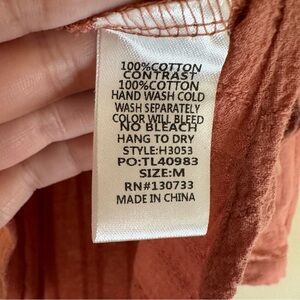 100%COTTON
CONTRAST
100%COTTON
HAND WASH COLD
WASH SEPARATELY
COLOR WILL BLEED
NO BLEACH
HANG TO DRY
STYLE:H3053
PO:TL40983
SIZE:M
RN#130733
MADE IN CHINA